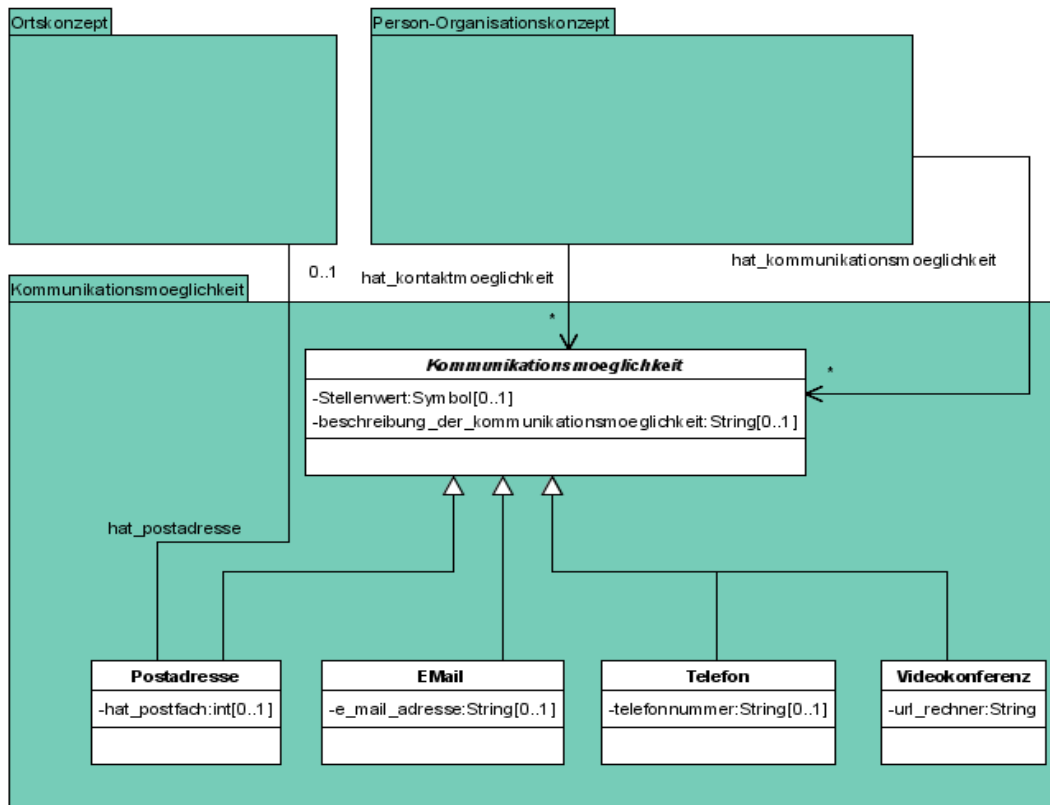 Ortskonzept
Person-Organisationskonzept
0..1
hat_kontaktmoeglichkeit
hat_kommunikationsmoeglichkeit
Kommunikationsmoeglichkeit
*
*
Kommunikationsmoeglichkeit
-Stellenwert:Symbol[0..1]
-beschreibung_der_kommunikationsmoeglichkeit:String[0..1]
hat_postadresse
Postadresse
-hat_postfach:int[0..1]
EMail
-e_mail_adresse:String[0..1]
Telefon
-telefonnummer:String[0..1]
Videokonferenz
-url_rechner:String